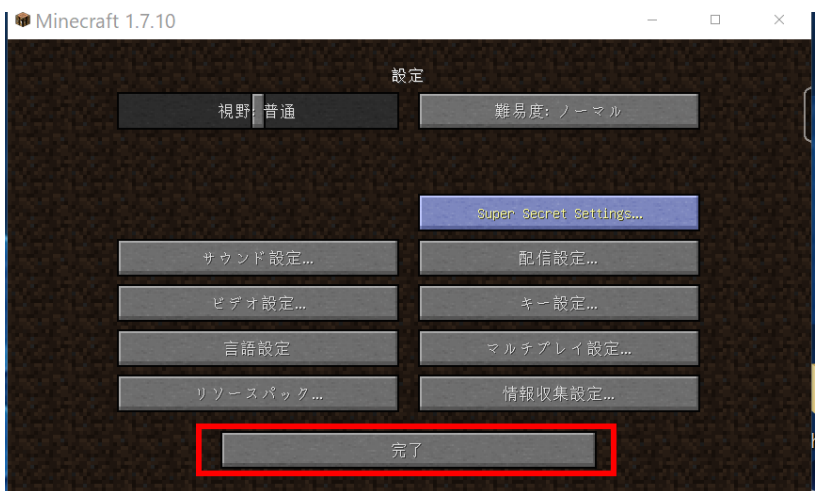 Minecraft 1.7.10
設定
視野: 普通
難易度: ノーマル
Super Secret Settings...
サウンド設定...
配信設定...
ビデオ設定...
キー設定...
言語設定
マルチプレイ設定...
リソースパック...
情報収集設定...
完了